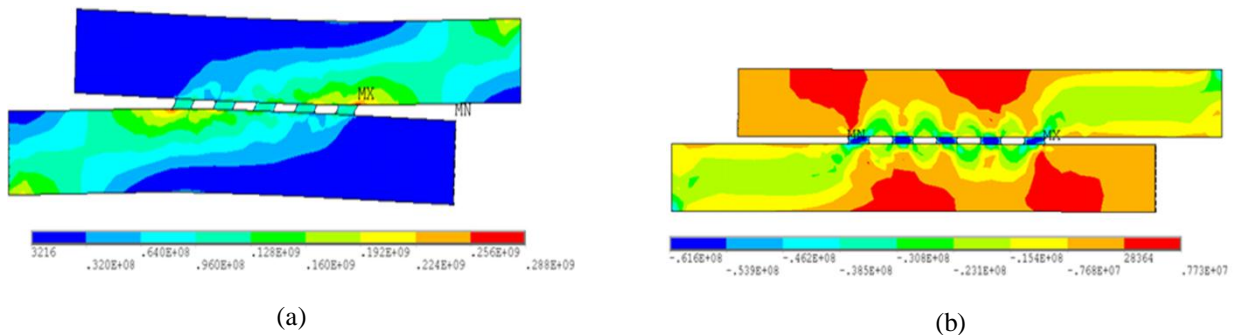 MX
MN
3216 .640E+08 .128E+09 .192E+09 .256E+09
.320E+08 .960E+08 .160E+09 .224E+09 .288E+09
(a)
MN MX
-.616E+08 -.462E+08 -.308E+08 -.154E+08 28364
-.539E+08 -.385E+08 -.231E+08 -.768E+07 .773E+07
(b)